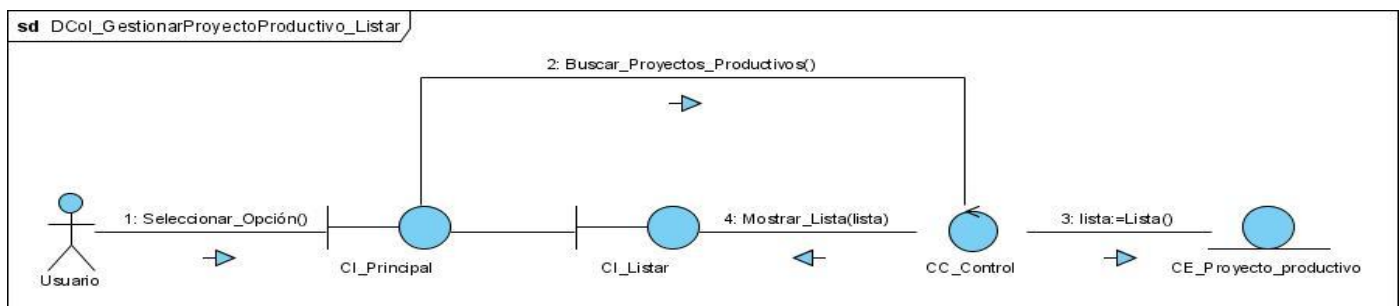 sd DCol_GestionarProyectoProductivo_Listar
2: Buscar_Proyectos_Productivos()
1: Seleccionar_Opción()
4: Mostrar_Lista(lista)
3: lista:=Lista()
Usuario
CI_Principal
CI_Listar
CC_Control
CE_Proyecto_productivo